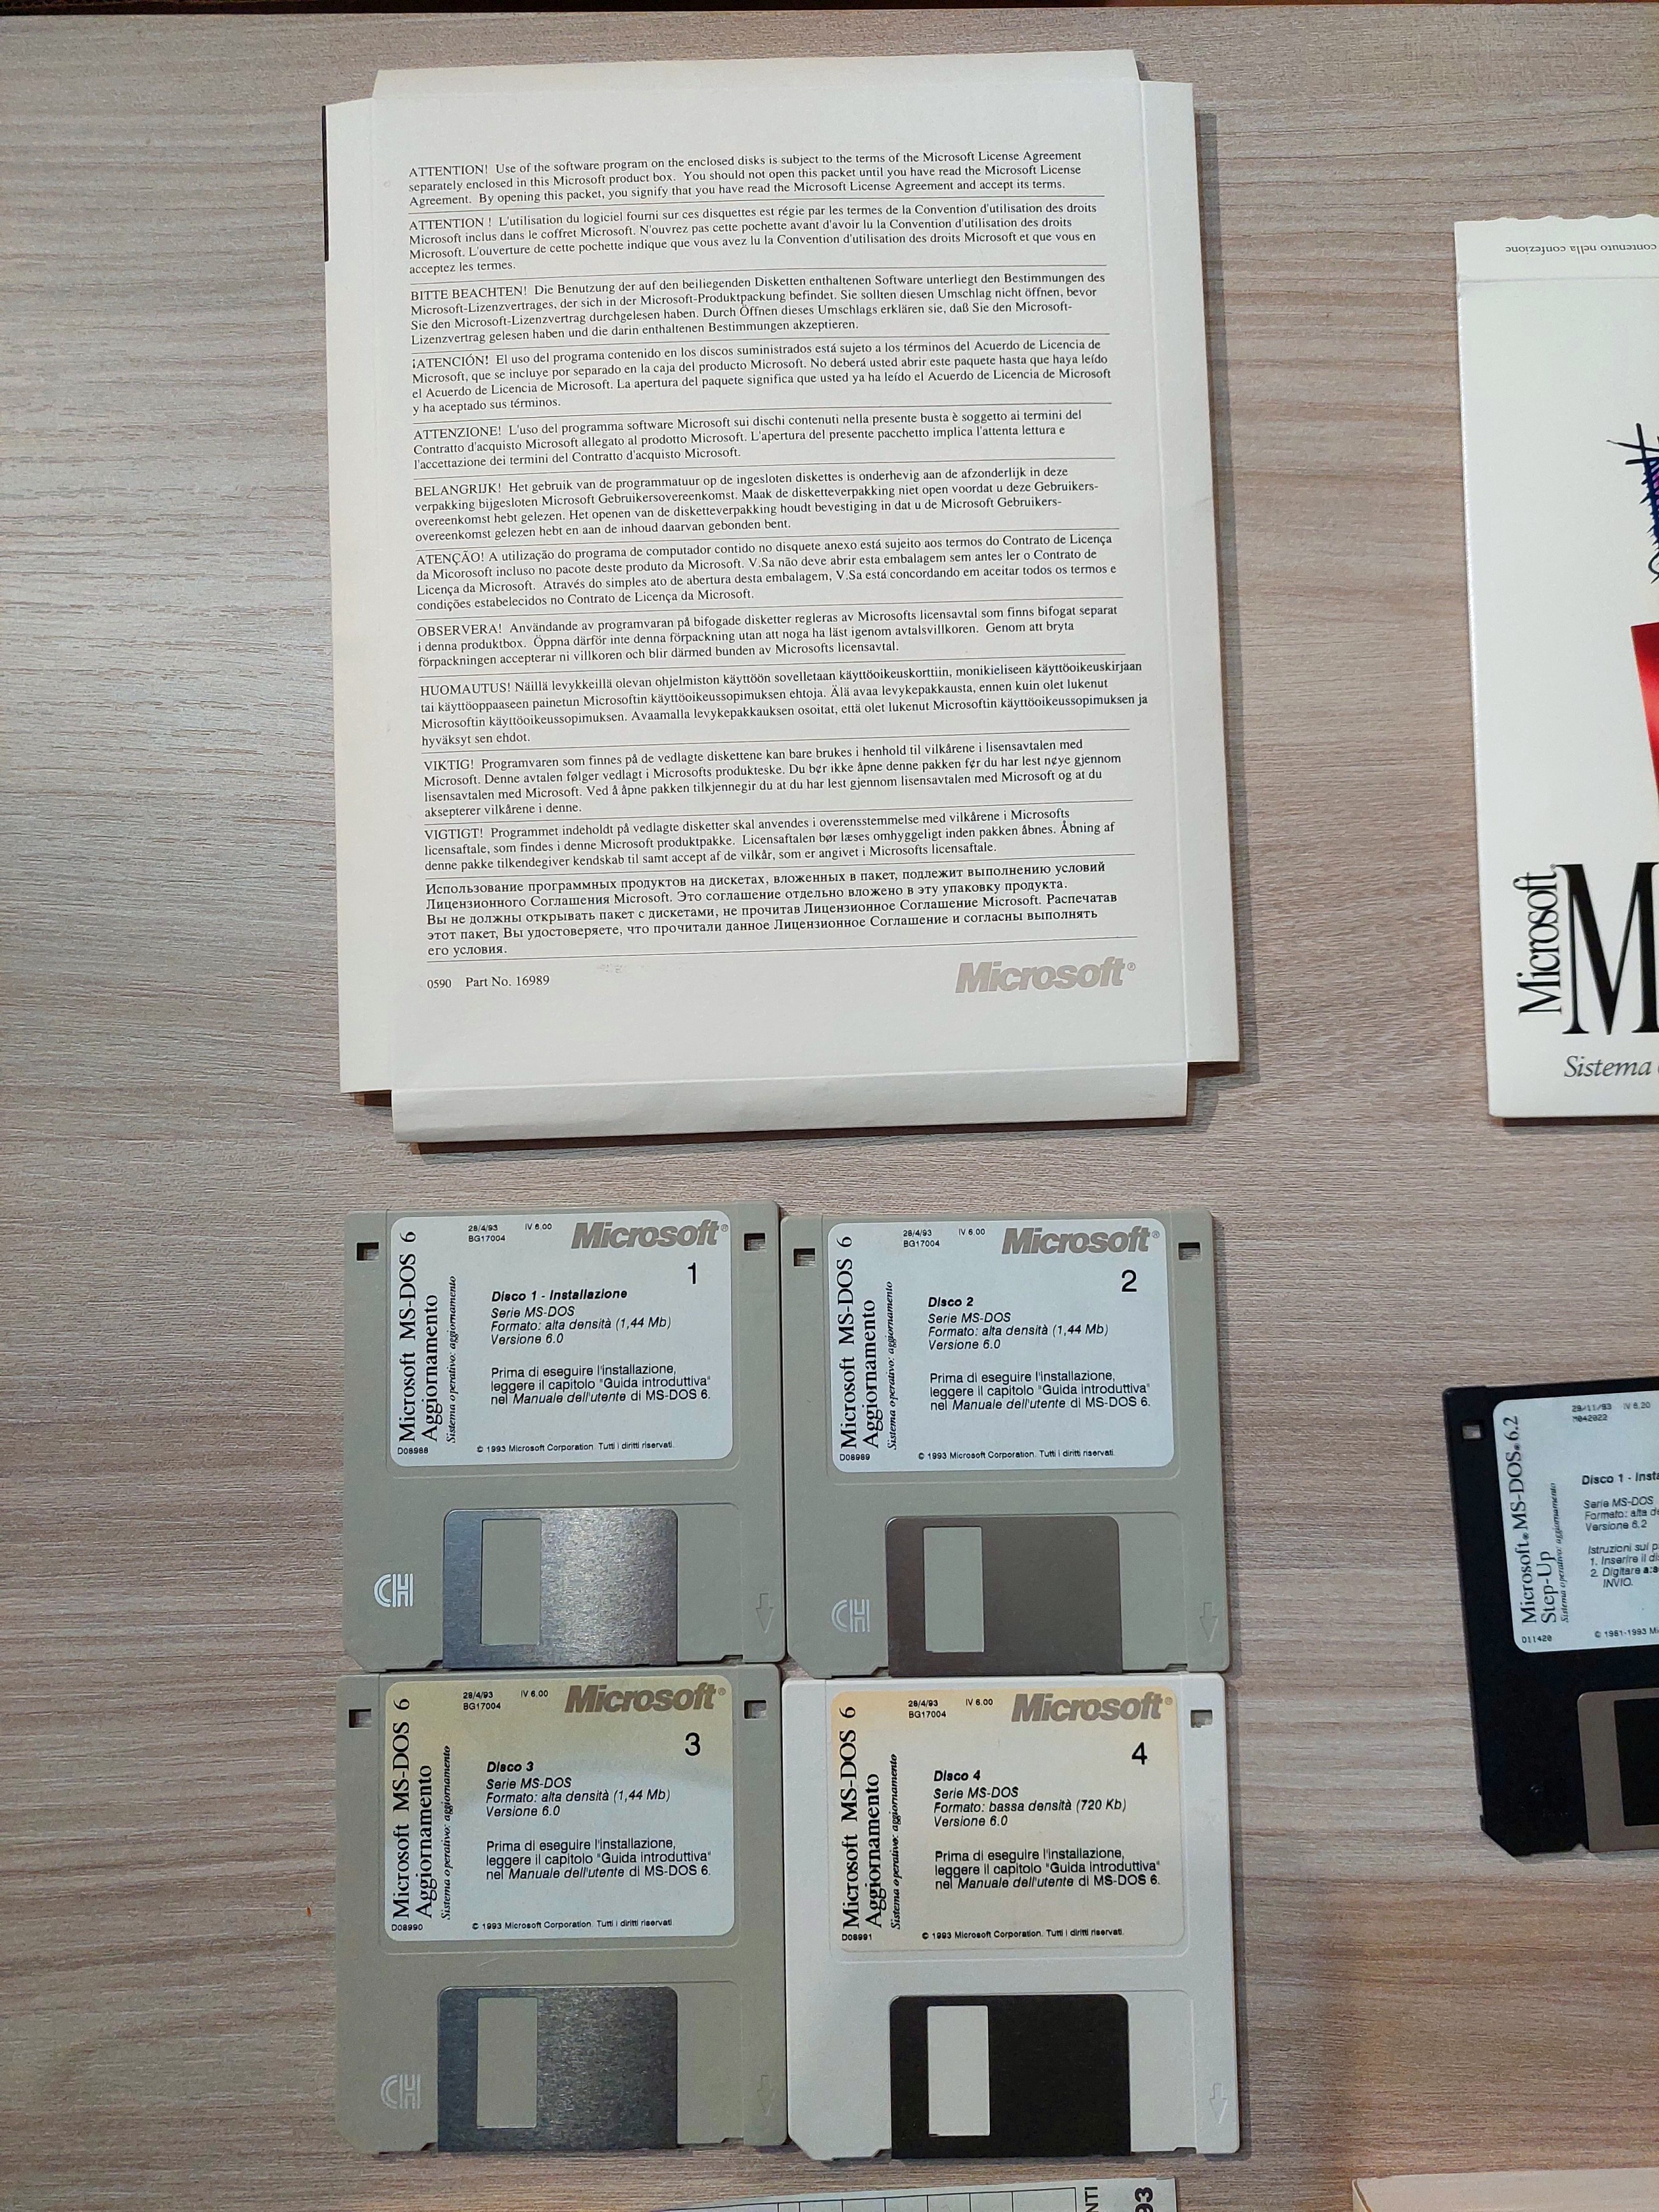 ATTENTION! Use of the software program on the enclosed disks is subject to the terms of the Microsoft License Agreement
separately enclosed in this Microsoft product box. You should not open this packet until you have read the Microsoft License
Agreement. By opening this packet, you signify that you have read the Microsoft License Agreement and accept its terms.
ATTENTION ! L'utilisation du logiciel fourni sur ces disquettes est régie par les termes de la Convention d'utilisation des droits
Microsoft inclus dans le coffret Microsoft. N'ouvrez pas cette pochette avant d'avoir lu la Convention d'utilisation des droits
Microsoft. L'ouverture de cette pochette indique que vous avez lu la Convention d'utilisation des droits Microsoft et que vous en
acceptez les termes.
BITTE BEACHTEN! Die Benutzung der auf den beiliegenden Disketten enthaltenen Software unterliegt den Bestimmungen des
Microsoft-Lizenzvertrages, der sich in der Microsoft-Produktpackung befindet. Sie sollten diesen Umschlag nicht öffnen, bevor
Sie den Microsoft-Lizenzvertrag durchgelesen haben. Durch Öffnen dieses Umschlags erklären sie, daß Sie den Microsoft-
Lizenzvertrag gelesen haben und die darin enthaltenen Bestimmungen akzeptieren.
¡ATENCIÓN! El uso del programa contenido en los discos suministrados está sujeto a los términos del Acuerdo de Licencia de
Microsoft, que se incluye por separado en la caja del producto Microsoft. No deberá usted abrir este paquete hasta que haya leído
el Acuerdo de Licencia de Microsoft. La apertura del paquete significa que usted ya ha leído el Acuerdo de Licencia de Microsoft
y ha aceptado sus términos.
ATTENZIONE! L'uso del programma software Microsoft sui dischi contenuti nella presente busta è soggetto ai termini del
Contratto d'acquisto Microsoft allegato al prodotto Microsoft. L'apertura del presente pacchetto implica l'attenta lettura e
l'accettazione dei termini del Contratto d'acquisto Microsoft.
BELANGRIJK! Het gebruik van de programmatuur op de ingesloten diskettes is onderhevig aan de afzonderlijk in deze
verpakking bijgesloten Microsoft Gebruikersovereenkomst. Maak de disketteverpakking niet open voordat u deze Gebruikers-
overeenkomst hebt gelezen. Het openen van de disketteverpakking houdt bevestiging in dat u de Microsoft Gebruikers-
overeenkomst gelezen hebt en aan de inhoud daarvan gebonden bent.
ATENÇÃO! A utilização do programa de computador contido no disquete anexo está sujeito aos termos do Contrato de Licença
da Micorosoft incluso no pacote deste produto da Microsoft. V.Sa não deve abrir esta embalagem sem antes ler o Contrato de
Licença da Microsoft. Através do simples ato de abertura desta embalagem, V.Sa está concordando em aceitar todos os termos e
condições estabelecidos no Contrato de Licença da Microsoft.
OBSERVERA! Användande av programvaran på bifogade disketter regleras av Microsofts licensavtal som finns bifogat separat
i denna produktbox. Öppna därför inte denna förpackning utan att noga ha läst igenom avtalsvillkoren. Genom att bryta
förpackningen accepterar ni villkoren och blir därmed bunden av Microsofts licensavtal.
HUOMAUTUS! Näillä levykkeillä olevan ohjelmiston käyttöön sovelletaan käyttöoikeuskorttiin, monikieliseen käyttöoikeuskirjaan
tai käyttöoppaaseen painetun Microsoftin käyttöoikeussopimuksen ehtoja. Älä avaa levykepakkausta, ennen kuin olet lukenut
Microsoftin käyttöoikeussopimuksen. Avaamalla levykepakkauksen osoitat, että olet lukenut Microsoftin käyttöoikeussopimuksen ja
hyväksyt sen ehdot.
VIKTIG! Programvaren som finnes på de vedlagte diskettene kan bare brukes i henhold til vilkårene i lisensavtalen med
Microsoft. Denne avtalen følger vedlagt i Microsofts produkteske. Du bør ikke åpne denne pakken før du har lest nøye gjennom
lisensavtalen med Microsoft. Ved å åpne pakken tilkjennegir du at du har lest gjennom lisensavtalen med Microsoft og at du
aksepterer vilkårene i denne.
VIGTIGT! Programmet indeholdt på vedlagte disketter skal anvendes i overensstemmelse med vilkårene i Microsofts
licensaftale, som findes i denne Microsoft produktpakke. Licensaftalen bør læses omhyggeligt inden pakken åbnes. Åbning af
denne pakke tilkendegiver kendskab til samt accept af de vilkår, som er angivet i Microsofts licensaftale.
Использование программных продуктов на дискетах, вложенных в пакет, подлежит выполнению условий
Лицензионного Соглашения Microsoft. Это соглашение отдельно вложено в эту упаковку продукта.
Вы не должны открывать пакет с дискетами, не прочитав Лицензионное Соглашение Microsoft. Распечатав
этот пакет, Вы удостоверяете, что прочитали данное Лицензионное Соглашение и согласны выполнять
его условия.
0590 Part No. 16989
Microsoft®
contenuto nella confezione
Microsoft
M
Sistema
Microsoft MS-DOS 6
Aggiornamento
Sistema operativo: aggiornamento
28/4/93 IV 6.00
BG17004
Microsoft®
1
Disco 1 - Installazione
Serie MS-DOS
Formato: alta densità (1,44 Mb)
Versione 6.0
Prima di eseguire l'installazione,
leggere il capitolo "Guida introduttiva"
nel Manuale dell'utente di MS-DOS 6.
D08988
© 1993 Microsoft Corporation. Tutti i diritti riservati.
CH
Microsoft MS-DOS 6
Aggiornamento
Sistema operativo: aggiornamento
28/4/93 IV 6.00
BG17004
Microsoft®
2
Disco 2
Serie MS-DOS
Formato: alta densità (1,44 Mb)
Versione 6.0
Prima di eseguire l'installazione,
leggere il capitolo "Guida introduttiva"
nel Manuale dell'utente di MS-DOS 6.
D08989
© 1993 Microsoft Corporation. Tutti i diritti riservati.
CH
Microsoft MS-DOS 6
Aggiornamento
Sistema operativo: aggiornamento
28/4/93 IV 6.00
BG17004
Microsoft®
3
Disco 3
Serie MS-DOS
Formato: alta densità (1,44 Mb)
Versione 6.0
Prima di eseguire l'installazione,
leggere il capitolo "Guida introduttiva"
nel Manuale dell'utente di MS-DOS 6.
D08990
© 1993 Microsoft Corporation. Tutti i diritti riservati.
CH
Microsoft MS-DOS 6
Aggiornamento
Sistema operativo: aggiornamento
28/4/93 IV 6.00
BG17004
Microsoft®
4
Disco 4
Serie MS-DOS
Formato: bassa densità (720 Kb)
Versione 6.0
Prima di eseguire l'installazione,
leggere il capitolo "Guida introduttiva"
nel Manuale dell'utente di MS-DOS 6.
D08991
© 1993 Microsoft Corporation. Tutti i diritti riservati.
Microsoft® MS-DOS® 6.2
Step-Up
Sistema operativo: aggiornamento
29/11/93 IV 6.20
M042022
Disco 1 - Inst
Serie MS-DOS
Formato: alta d
Versione 6.2
Istruzioni sul p
1. Inserire il di
2. Digitare a:s
INVIO.
D11420
© 1981-1993 Mi
NTI
93